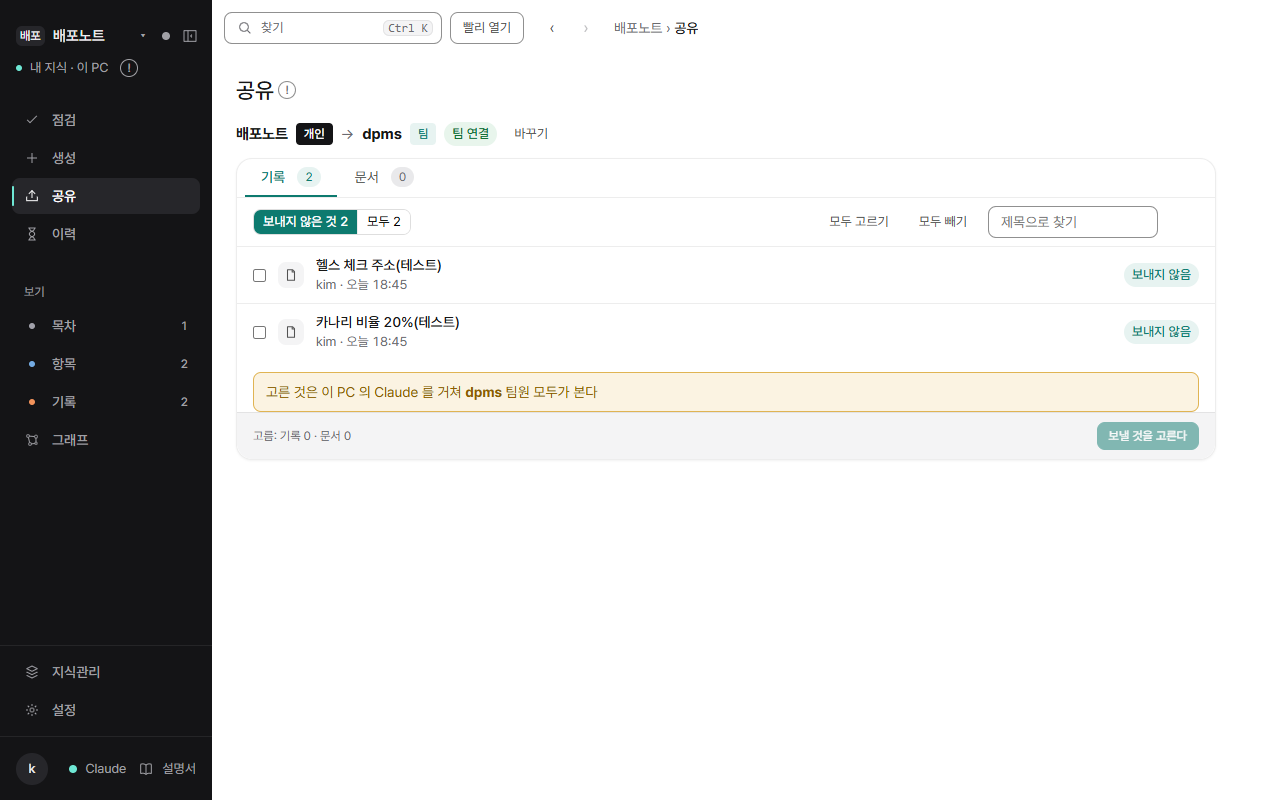 배포 배포노트
내 지식 · 이 PC !
점검
생성
공유
이력
보기
목차 1
항목 2
기록 2
그래프
지식관리
설정
k Claude 설명서
찾기 Ctrl K 빨리 열기 ‹ › 배포노트 › 공유
공유 !
배포노트 개인 → dpms 팀 팀 연결 바꾸기
기록 2 문서 0
보내지 않은 것 2 모두 2 모두 고르기 모두 빼기 제목으로 찾기
헬스 체크 주소(테스트)
kim · 오늘 18:45
보내지 않음
카나리 비율 20%(테스트)
kim · 오늘 18:45
보내지 않음
고른 것은 이 PC 의 Claude 를 거쳐 dpms 팀원 모두가 본다
고름: 기록 0 · 문서 0 보낼 것을 고른다